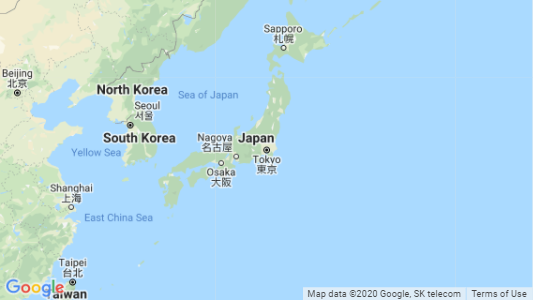 Sapporo
札幌
Beijing
北京
North Korea
Sea of Japan
Seoul
서울
South Korea
Nagoya
名古屋
Japan
Tokyo
東京
Yellow Sea
Osaka
大阪
Shanghai
上海
East China Sea
Taipei
台北
Taiwan
Google
Map data ©2020 Google, SK telecom
Terms of Use